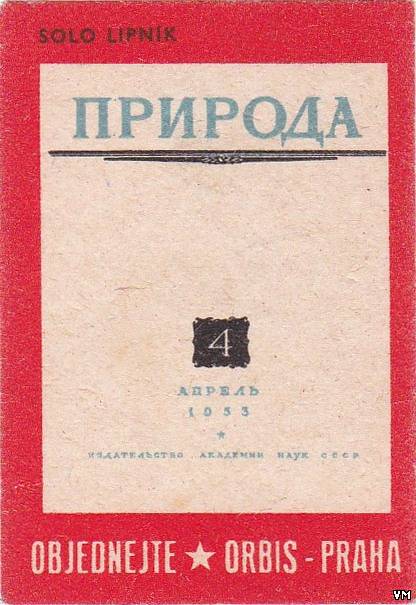 SOLO LIPNÍK
ПРИРОДА
4
АПРЕЛЬ
1953
★
ИЗДАТЕЛЬСТВО АКАДЕМИИ НАУК СССР
OBJEDNEJTE ★ ORBIS - PRAHA
VM